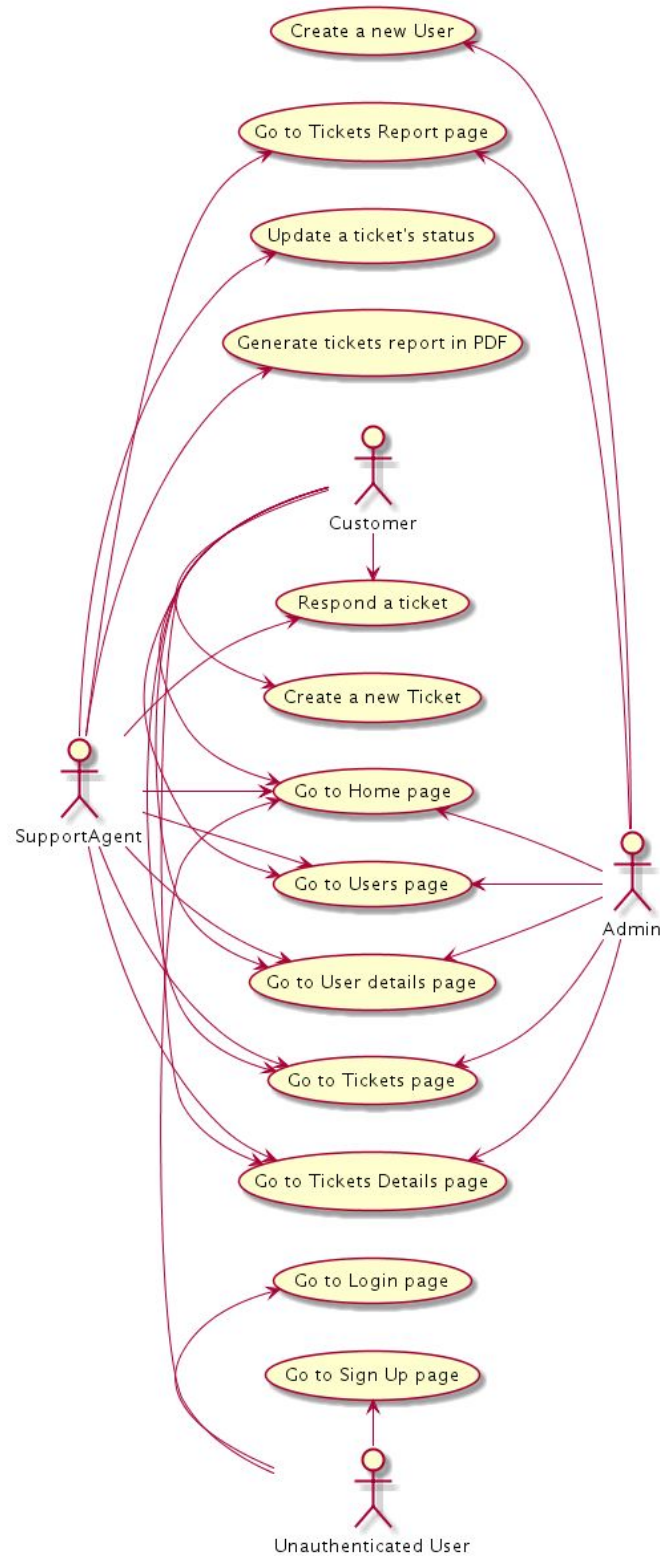 Create a new User
Go to Tickets Report page
Update a ticket's status
Generate tickets report in PDF
Customer
Respond a ticket
Create a new Ticket
Go to Home page
SupportAgent
Go to Users page
Admin
Go to User details page
Go to Tickets page
Go to Tickets Details page
Go to Login page
Go to Sign Up page
Unauthenticated User